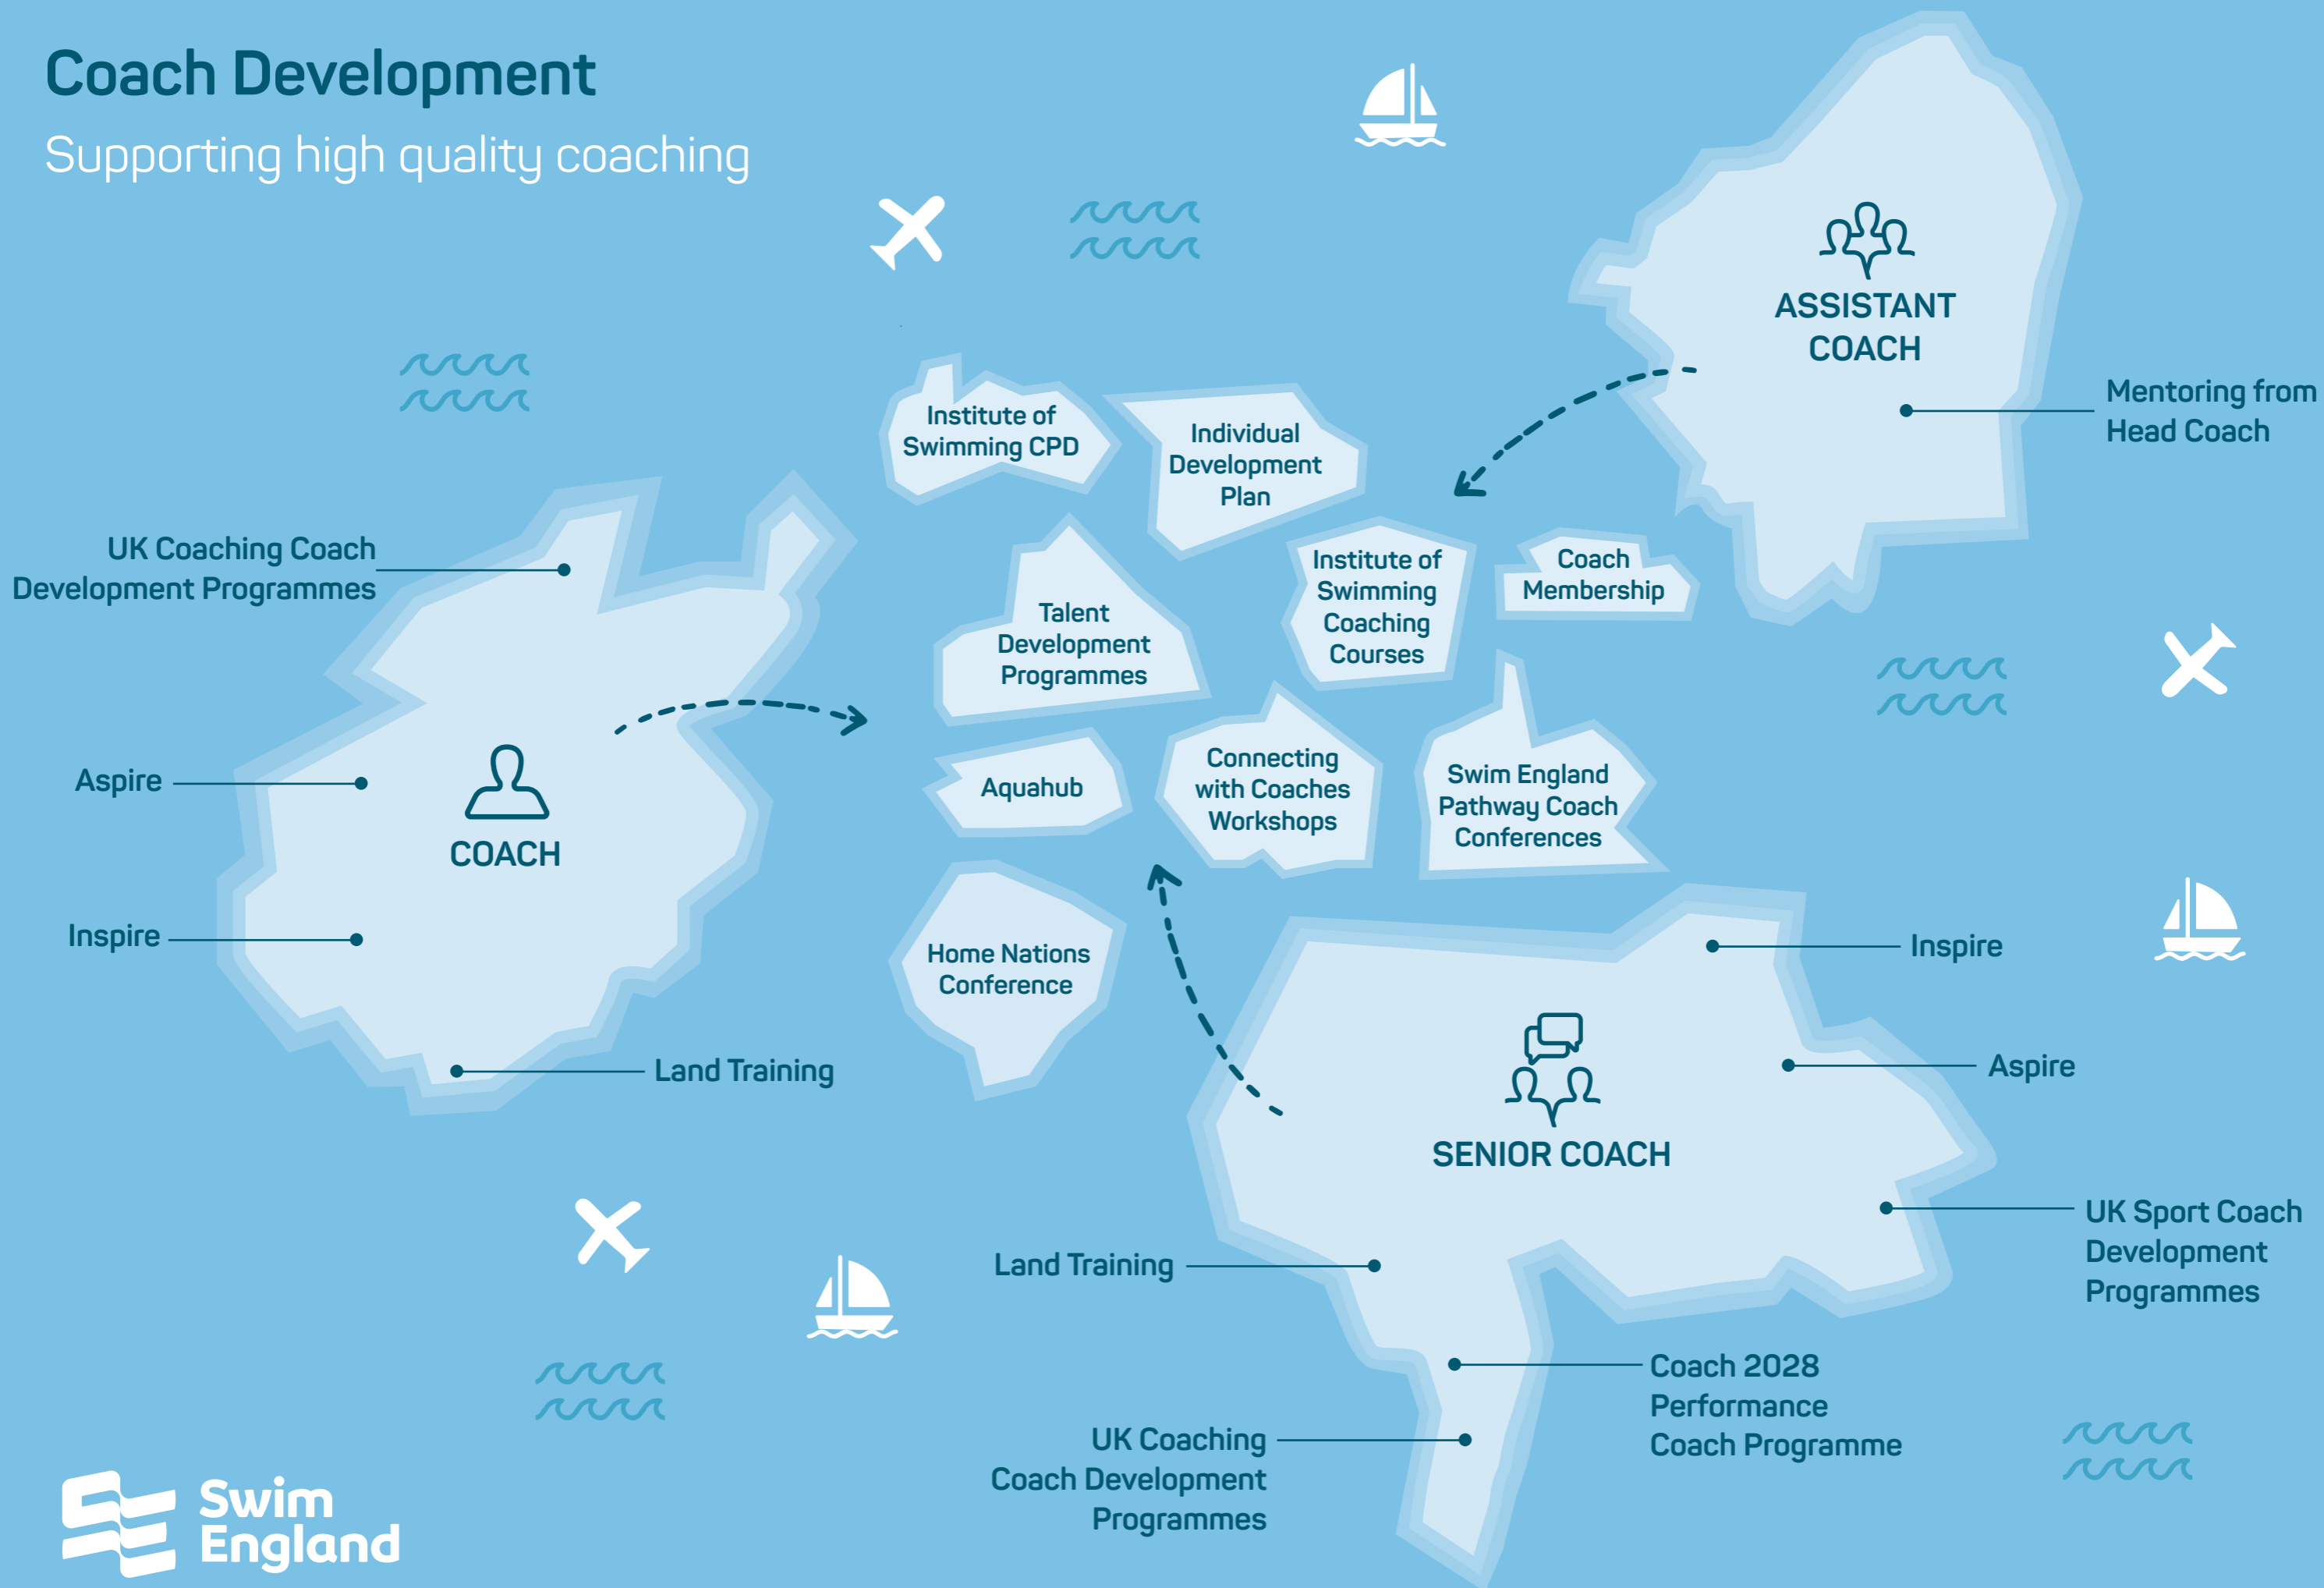 Coach Development
Supporting high quality coaching
ASSISTANT
COACH
Mentoring from
Head Coach
Institute of
Swimming CPD
Individual
Development
Plan
Institute of
Swimming
Coaching
Courses
Coach
Membership
Talent
Development
Programmes
Aquahub
Connecting
with Coaches
Workshops
Swim England
Pathway Coach
Conferences
Home Nations
Conference
UK Coaching Coach
Development Programmes
Aspire
COACH
Inspire
Land Training
Inspire
Aspire
SENIOR COACH
UK Sport Coach
Development
Programmes
Land Training
Coach 2028
Performance
Coach Programme
UK Coaching
Coach Development
Programmes
Swim
England